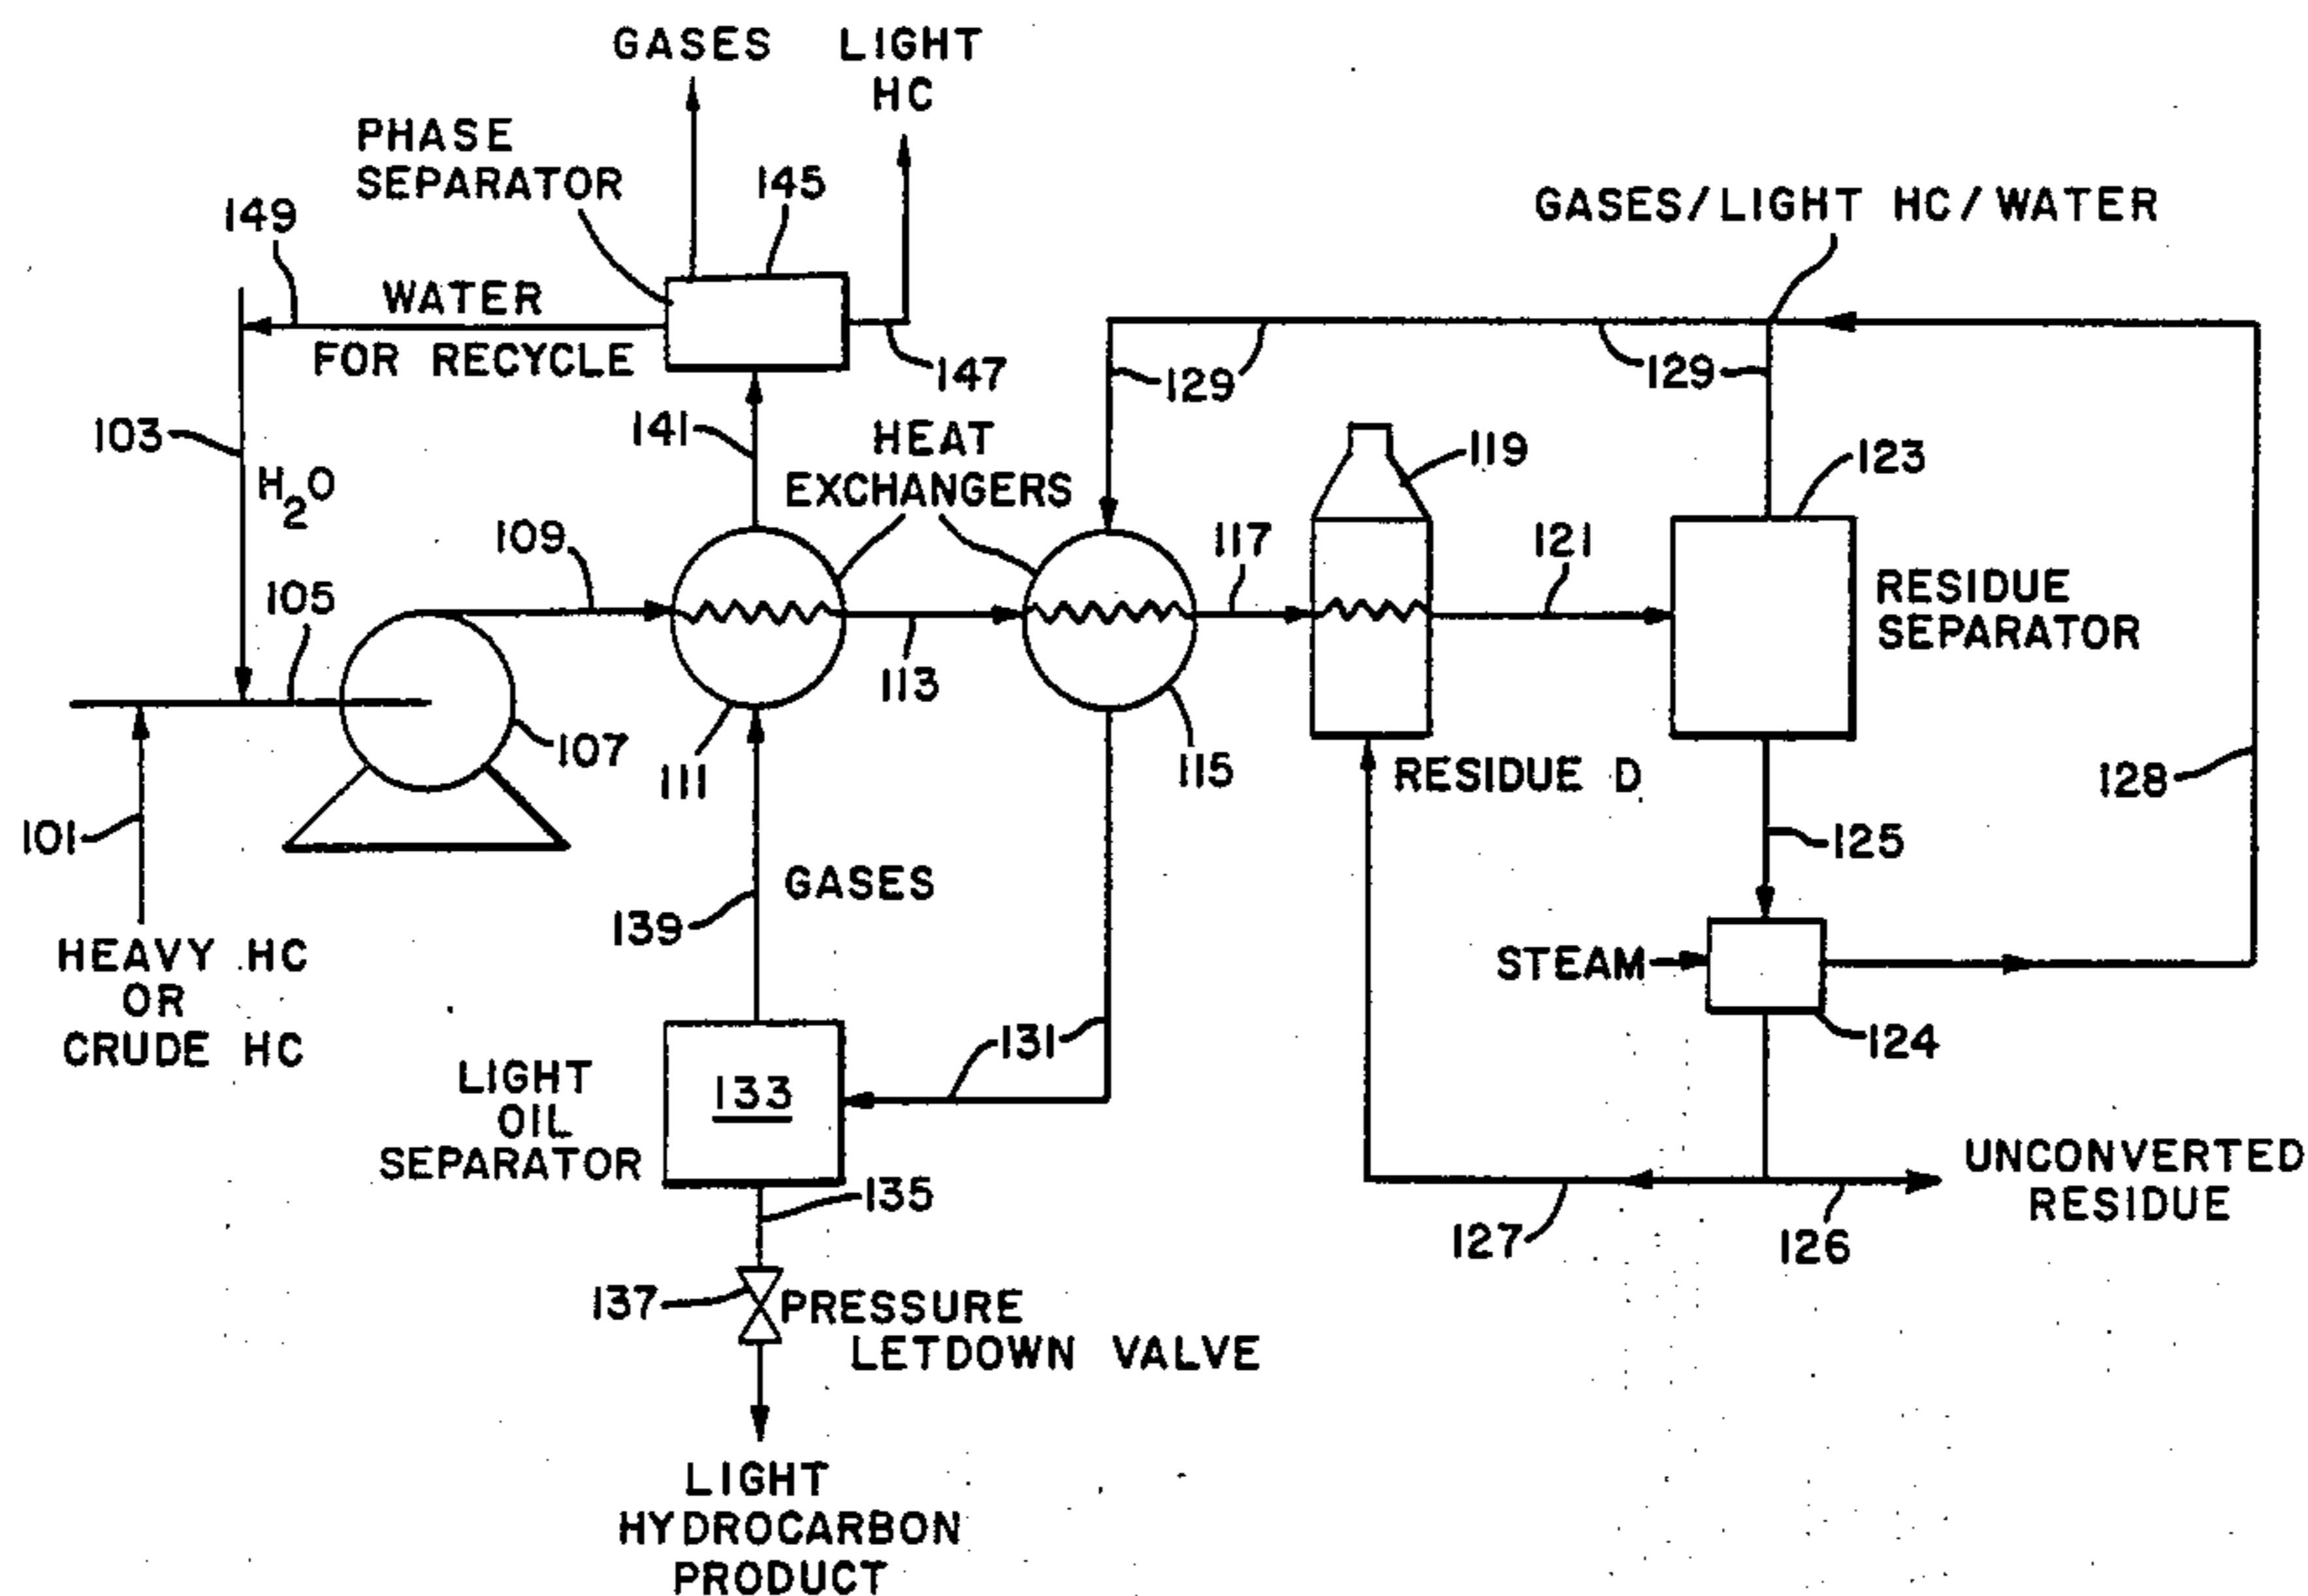 GASES
LIGHT
HC
PHASE
SEPARATOR
145
149
GASES/LIGHT HC/WATER
WATER
FOR RECYCLE
147
129
129
103
141
HEAT
EXCHANGERS
119
123
H2O
109
117
121
105
RESIDUE
SEPARATOR
113
107
111
115
RESIDUE D
128
101
125
GASES
139
HEAVY HC
OR
CRUDE HC
STEAM
124
131
LIGHT
OIL
SEPARATOR
133
135
UNCONVERTED
RESIDUE
127
126
137
PRESSURE
LETDOWN VALVE
LIGHT
HYDROCARBON
PRODUCT